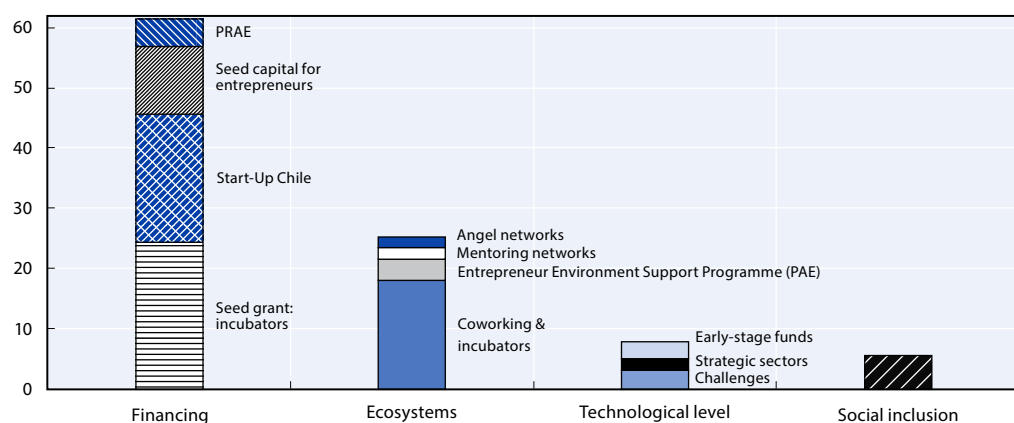 60
50
40
30
20
10
0
PRAE
Seed capital for
entrepreneurs
Start-Up Chile
Seed grant:
incubators
Angel networks
Mentoring networks
Entrepreneur Environment Support Programme (PAE)
Coworking &
incubators
Early-stage funds
Strategic sectors
Challenges
Financing
Ecosystems
Technological level
Social inclusion